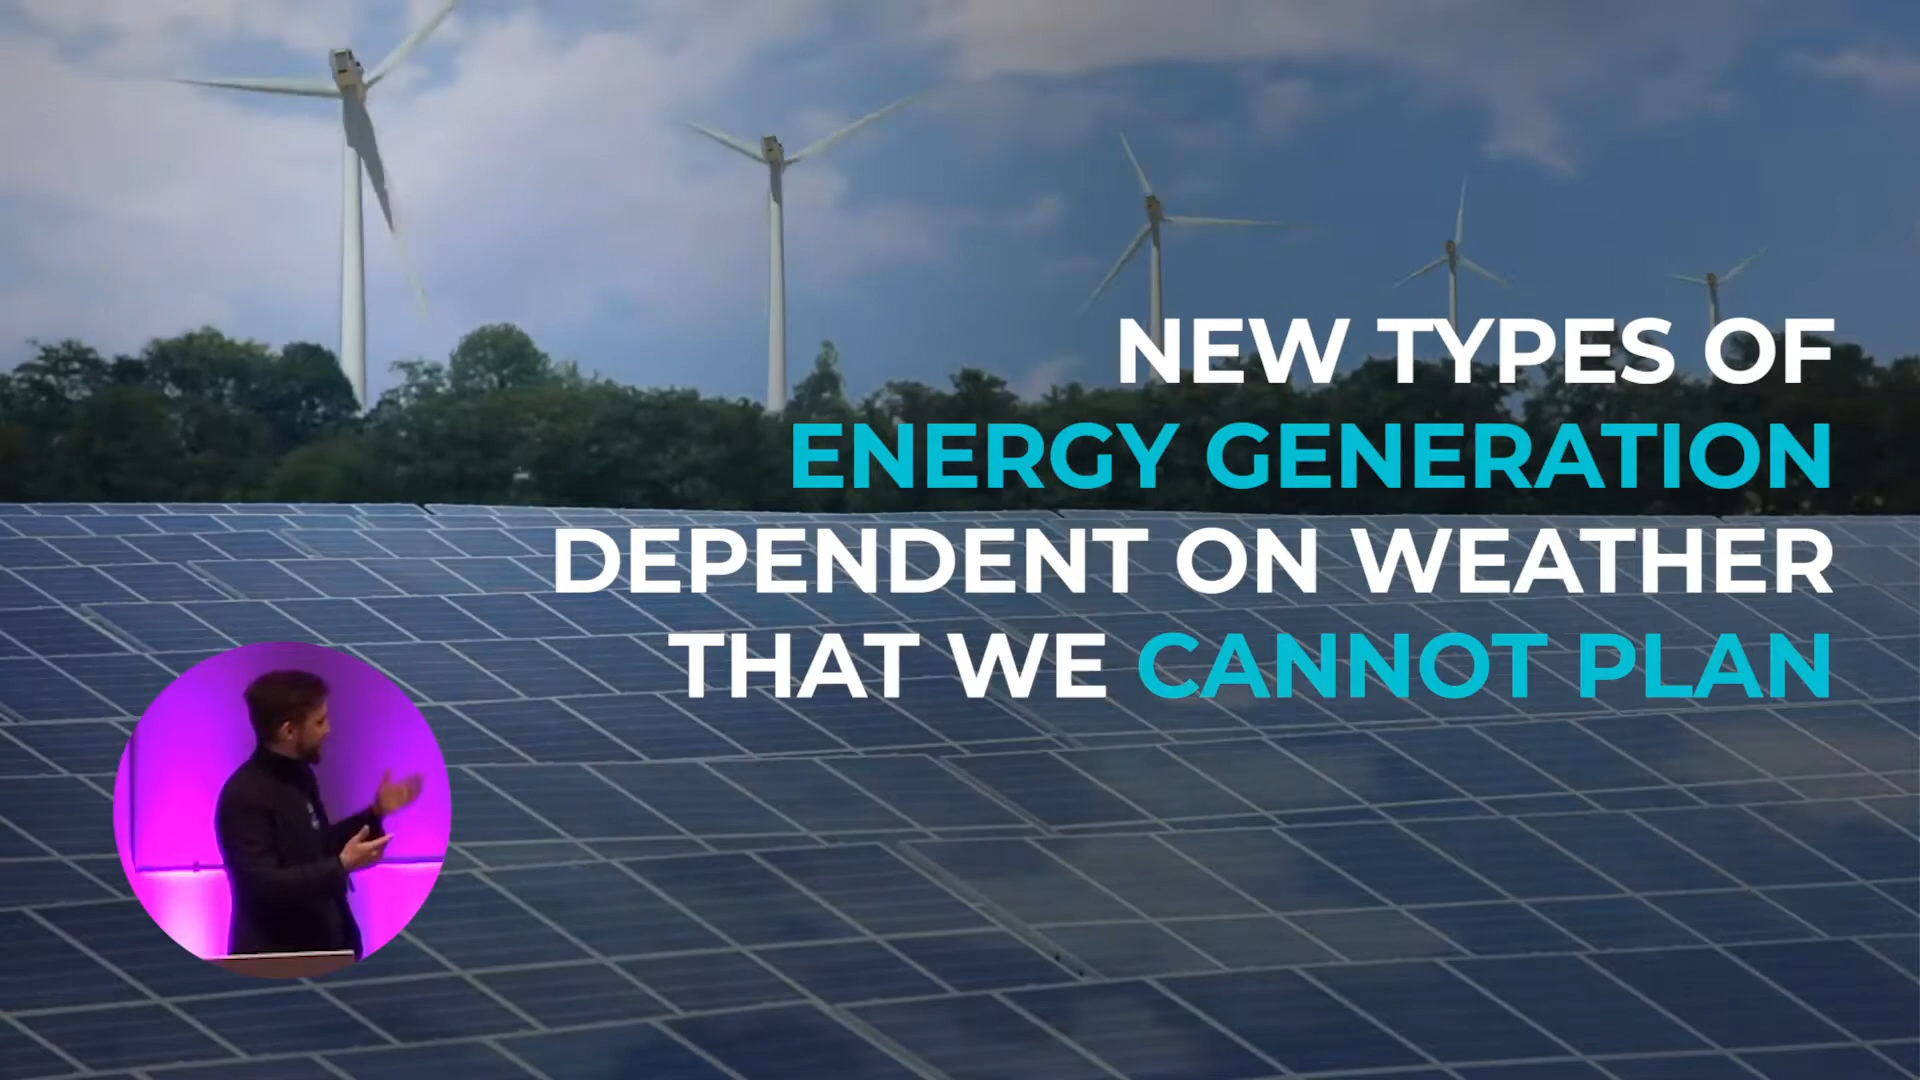 NEW TYPES OF
ENERGY GENERATION
DEPENDENT ON WEATHER
THAT WE CANNOT PLAN